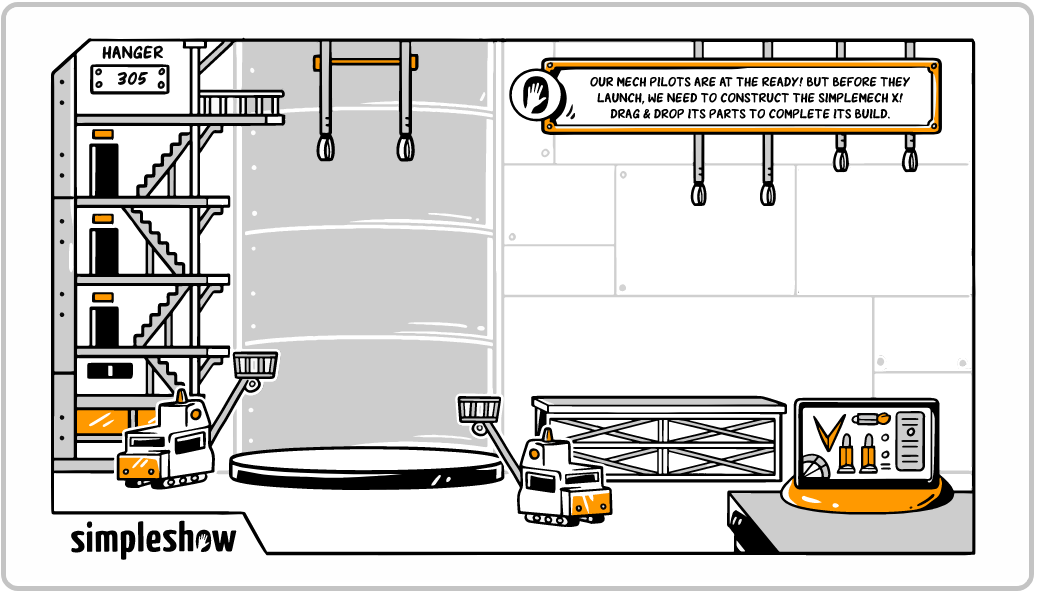 HANGER
305
OUR MECH PILOTS ARE AT THE READY! BUT BEFORE THEY
LAUNCH, WE NEED TO CONSTRUCT THE SIMPLEMECH X!
DRAG & DROP ITS PARTS TO COMPLETE ITS BUILD.
simpleshow